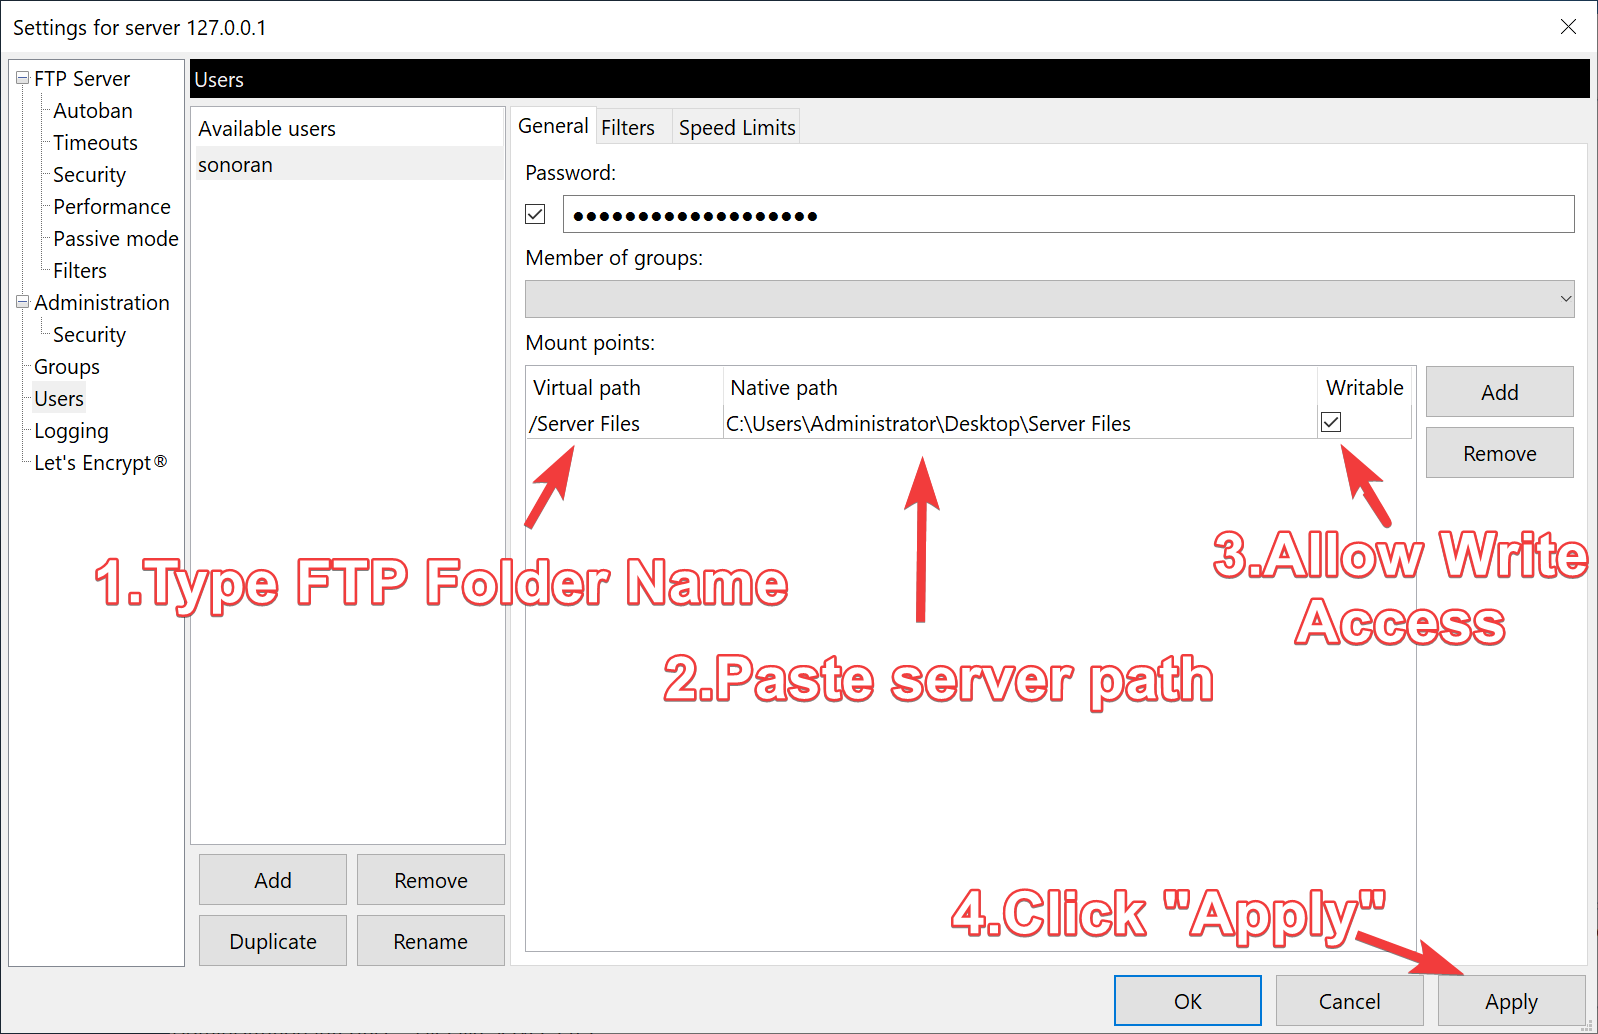 Settings for server 127.0.0.1
FTP Server
Autoban
Timeouts
Security
Performance
Passive mode
Filters
Administration
Security
Groups
Users
Logging
Let's Encrypt®
Users
Available users
sonoran
Add
Remove
Duplicate
Rename
General
Filters
Speed Limits
Password:
●●●●●●●●●●●●●●●●●●●
Member of groups:
Mount points:
Virtual path
Native path
Writable
/Server Files
C:\Users\Administrator\Desktop\Server Files
Add
Remove
1.Type FTP Folder Name
2.Paste server path
3.Allow Write
Access
4.Click "Apply"
OK
Cancel
Apply